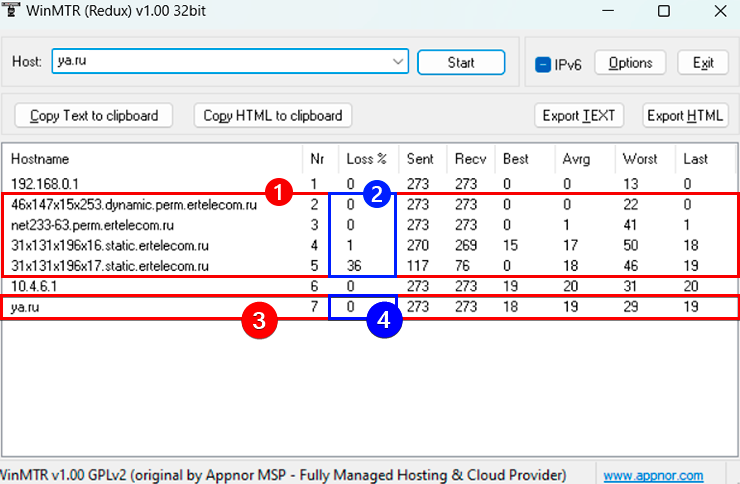 WinMTR (Redux) v1.00 32bit
Host: ya.ru Start IPv6 Options Exit
Copy Text to clipboard Copy HTML to clipboard Export TEXT Export HTML
Hostname Nr Loss % Sent Recv Best Avrg Worst Last
192.168.0.1 1 0 273 273 0 0 13 0
1 2
46x147x15x253.dynamic.perm.ertelecom.ru 2 0 273 273 0 0 22 0
net233-63.perm.ertelecom.ru 3 0 273 273 0 1 41 1
31x131x196x16.static.ertelecom.ru 4 1 270 269 15 17 50 18
31x131x196x17.static.ertelecom.ru 5 36 117 76 0 18 46 19
10.4.6.1 6 0 273 273 19 20 31 20
ya.ru 7 0 273 273 18 19 29 19
3 4
WinMTR v1.00 GPLv2 (original by Appnor MSP - Fully Managed Hosting & Cloud Provider) www.appnor.com